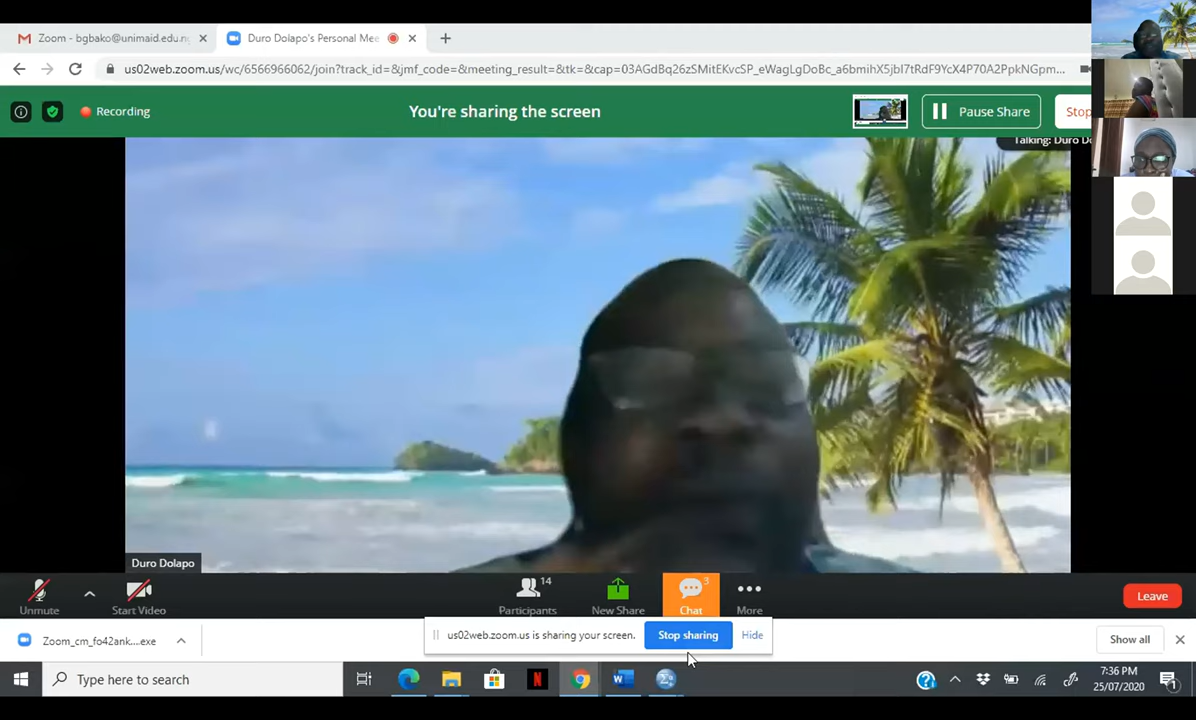 Zoom - bgbako@unimaid.edu.n
Duro Dolapo's Personal Mee
us02web.zoom.us/wc/6566966062/join?track_id=&jmf_code=&meeting_result=&tk=&cap=
Recording
You're sharing the screen
Pause Share
Stop
Talking: Duro Do
Duro Dolapo
Unmute
Start Video
Participants
14
New Share
Chat
3
More
Leave
us02web.zoom.us is sharing your screen.
Stop sharing
Hide
Zoom_cm_fo42ank....exe
Show all
Type here to search
7:36 PM
25/07/2020
1